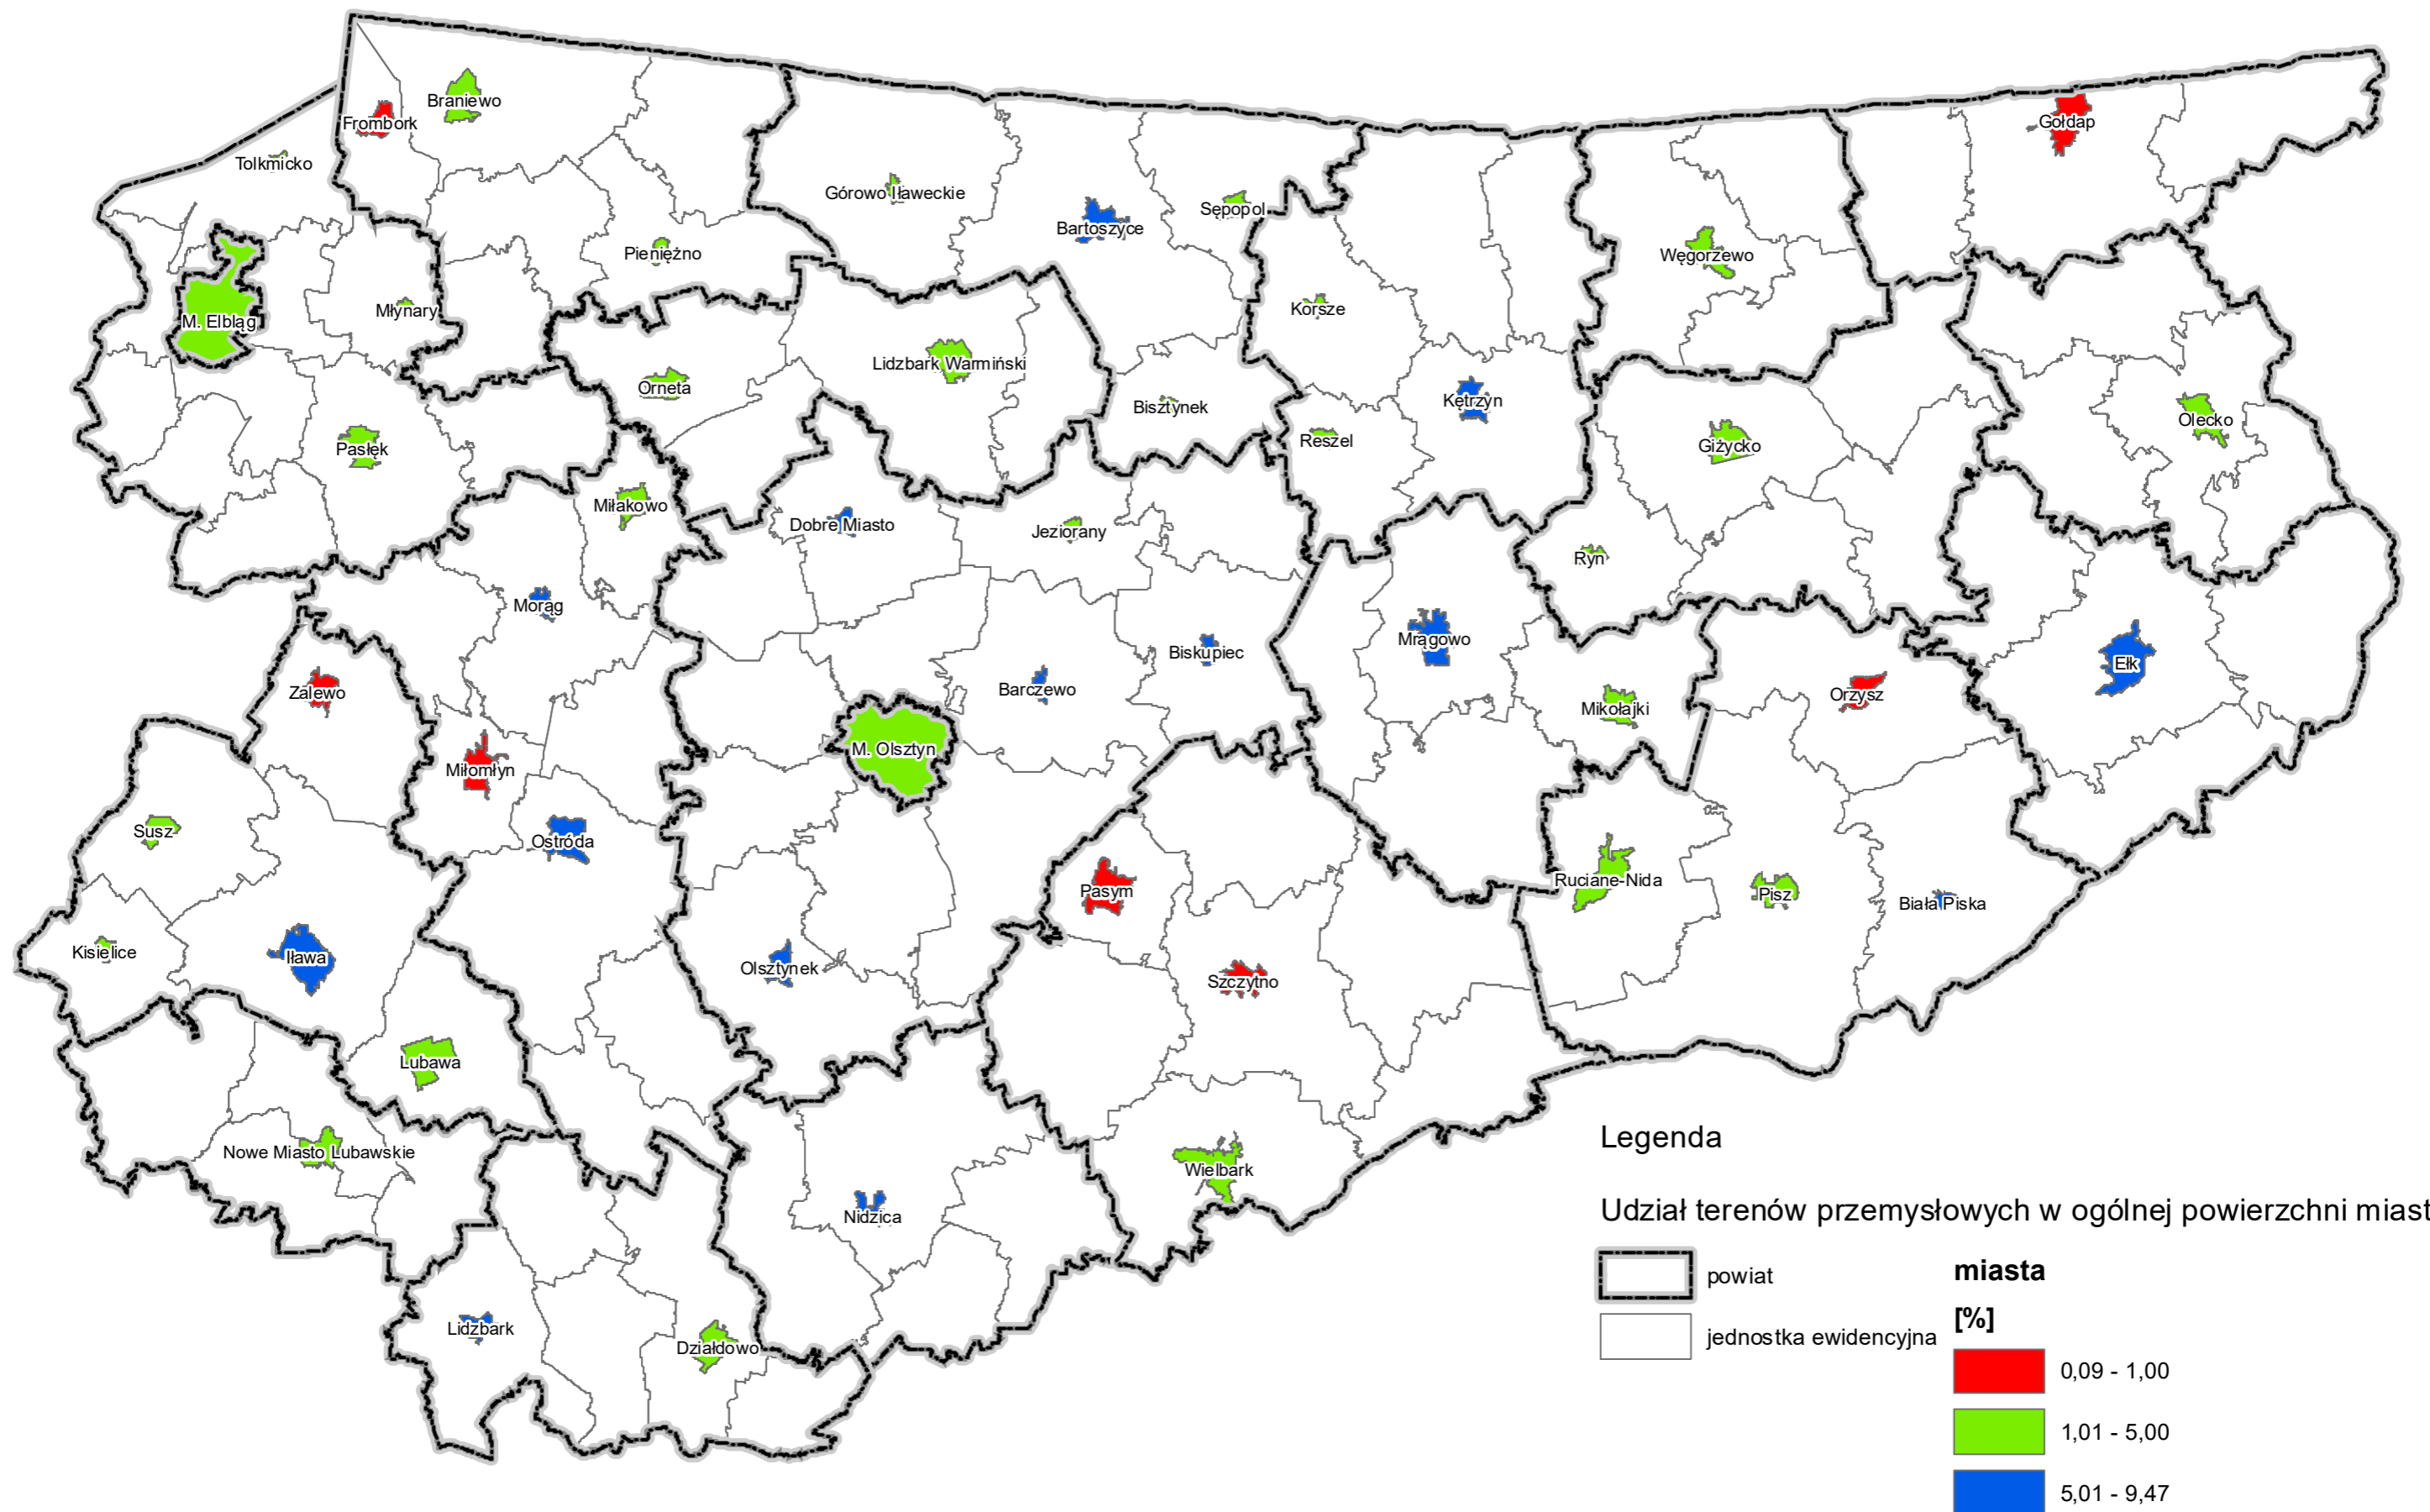 Braniewo
Frombork
Gołdap
Tolkmicko
Górowo Iławeckie
Sępopol
Bartoszyce
Pieniężno
Węgorzewo
Młynary
Korsze
M. Elbląg
Lidzbark Warmiński
Orneta
Kętrzyn
Bisztynek
Olecko
Reszel
Giżycko
Pasłęk
Miłakowo
Dobre Miasto
Jeziorany
Ryn
Morąg
Mrągowo
Biskupiec
Ełk
Barczewo
Zalewo
Orzysz
Mikołajki
M. Olsztyn
Miłomłyn
Susz
Ostróda
Ruciane-Nida
Pasym
Pisz
Biała Piska
Kisielice
Iława
Olsztynek
Szczytno
Lubawa
Nowe Miasto Lubawskie
Wielbark
Nidzica
Lidzbark
Działdowo
Legenda
Udział terenów przemysłowych w ogólnej powierzchni miast
powiat
jednostka ewidencyjna
miasta
[%]
0,09 - 1,00
1,01 - 5,00
5,01 - 9,47